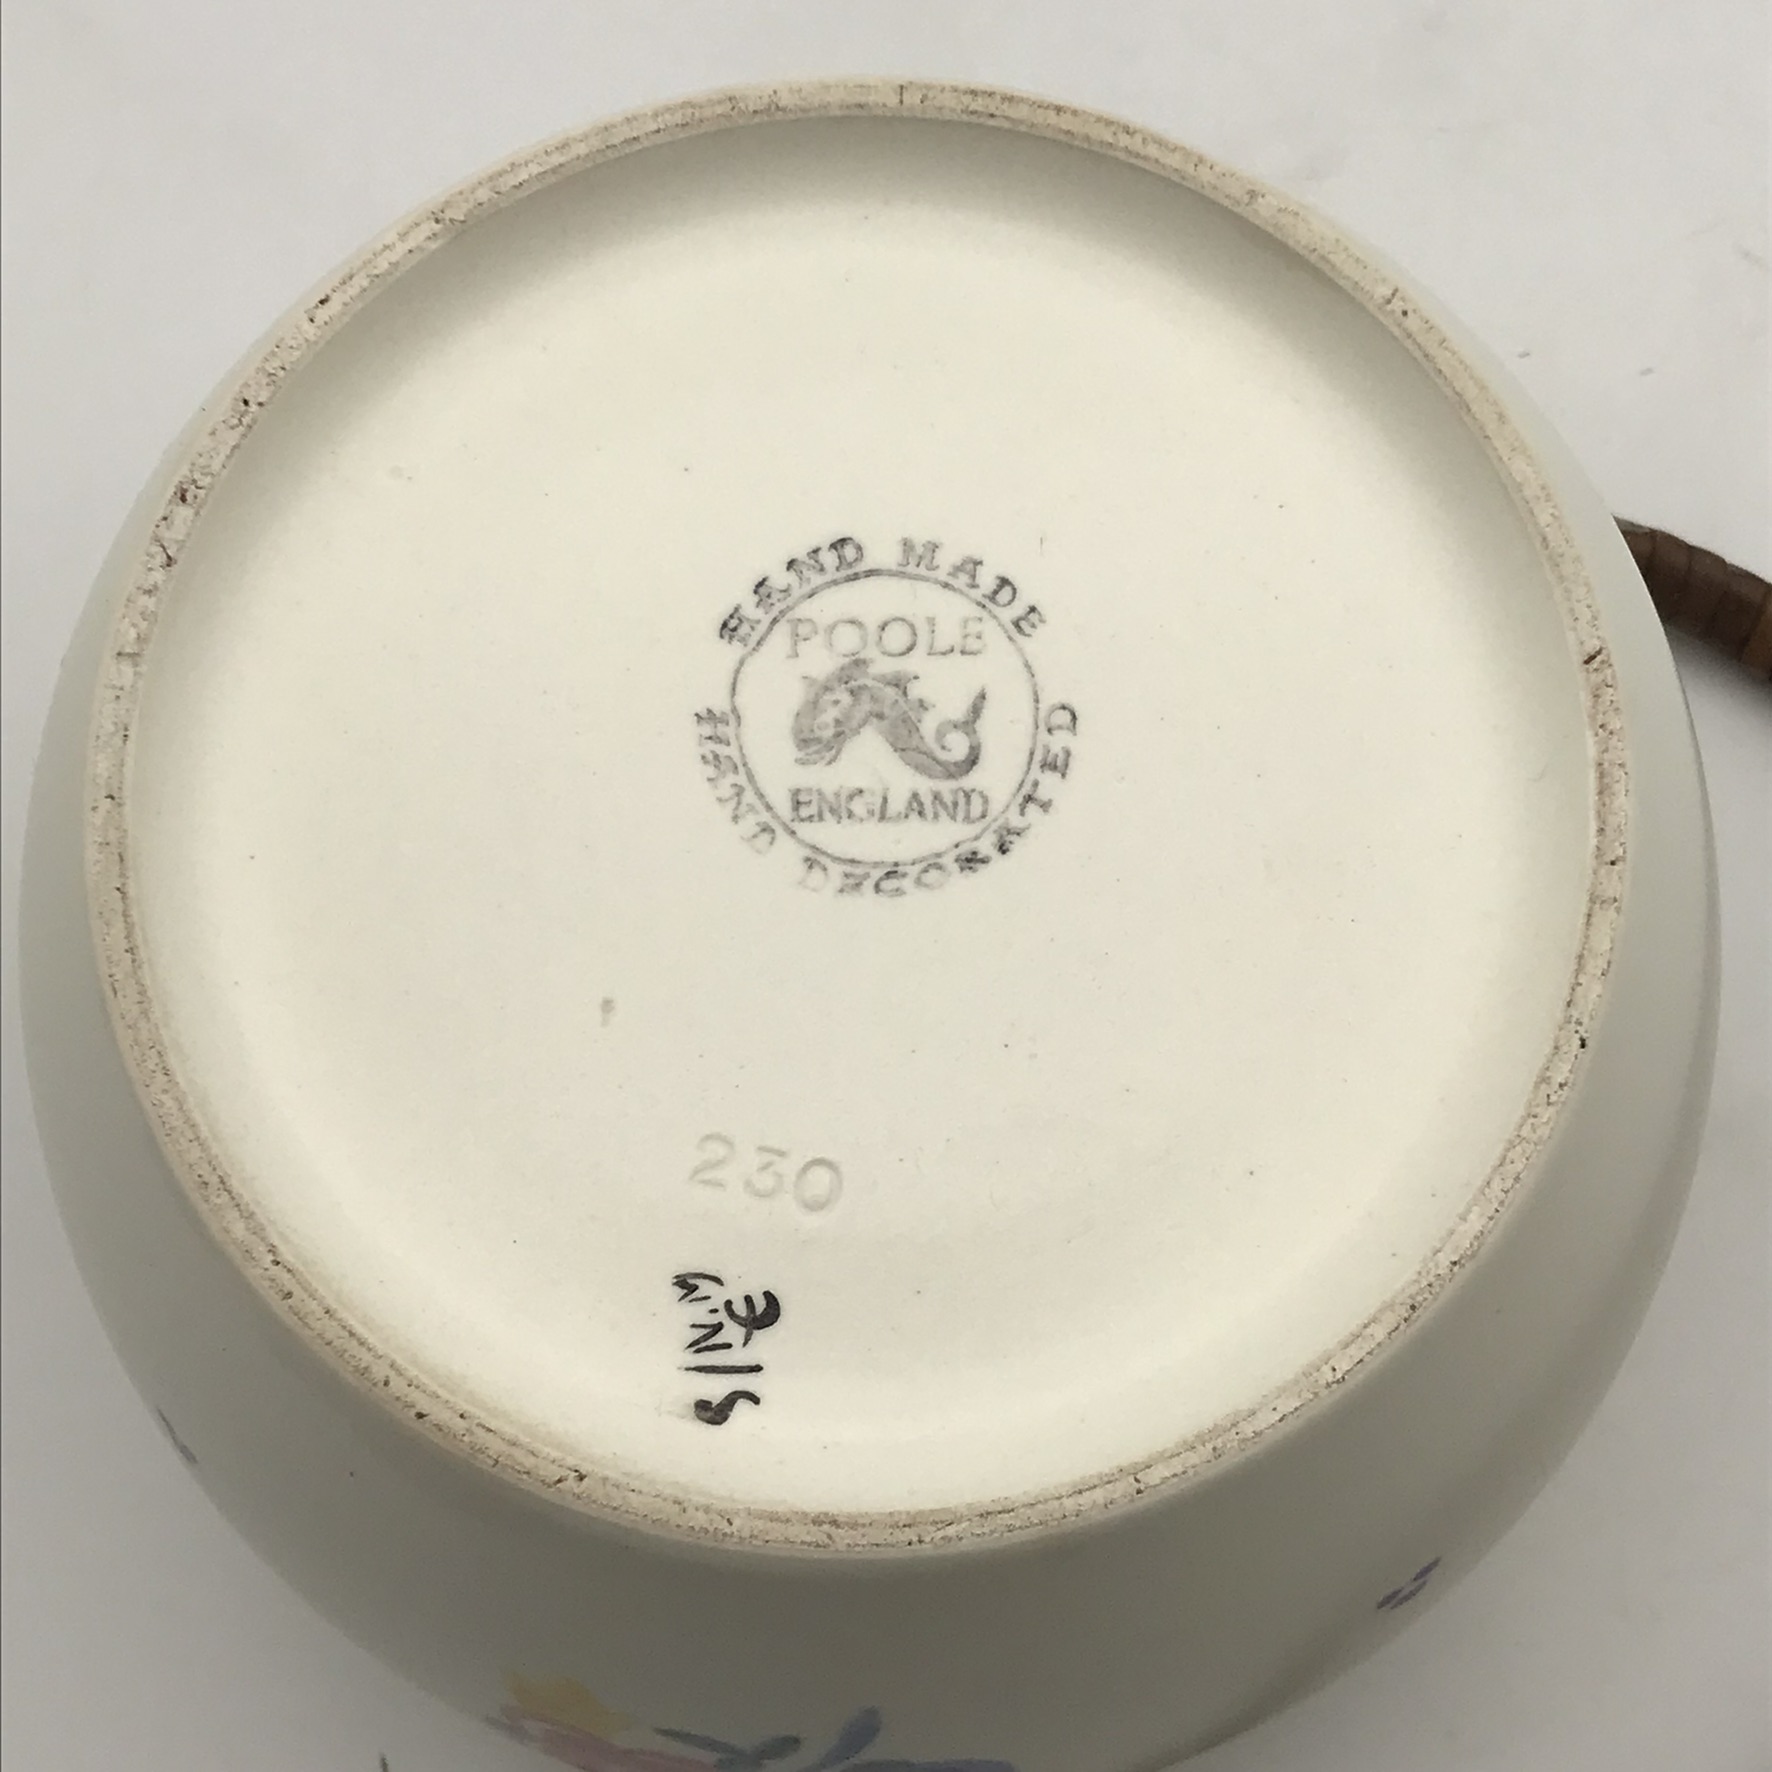 HAND MADE
POOLE
ENGLAND
HAND DECORATED
230
S/N.W